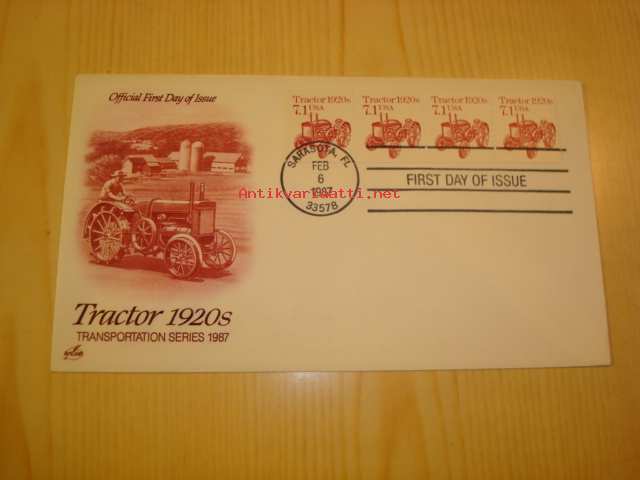 Official First Day of Issue
Tractor 1920s Tractor 1920s Tractor 1920s Tractor 1920s
7.1 USA 7.1 USA 7.1 USA 7.1 USA
SARASOTA, FL
FEB
6
1987
33578
FIRST DAY OF ISSUE
Antikvariaatti.net
Tractor 1920s
TRANSPORTATION SERIES 1987